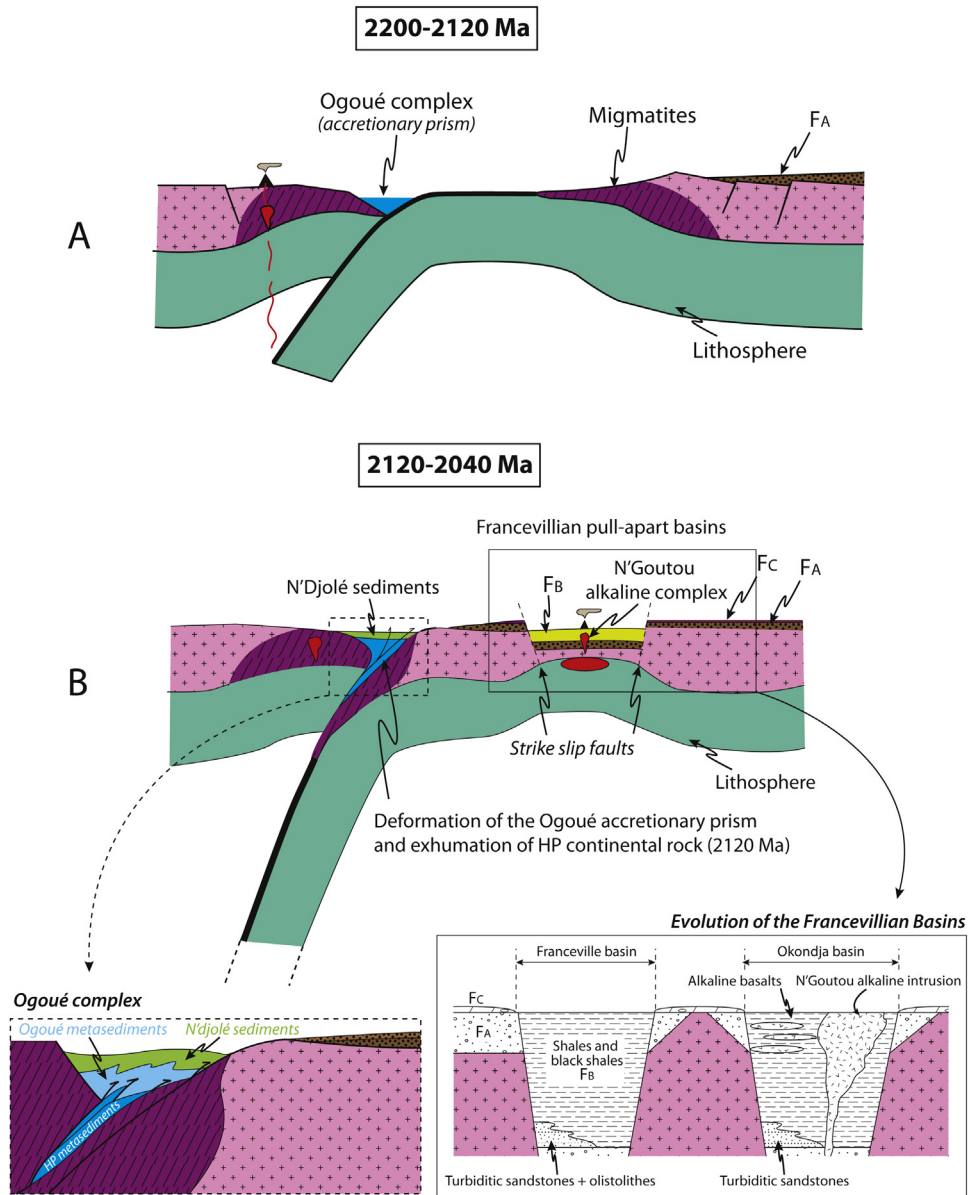 2200-2120 Ma
Ogoué complex
(accretionary prism)
Migmatites
FA
A
Lithosphere
2120-2040 Ma
Francevillian pull-apart basins
N'Djolé sediments
FB
N'Goutou
alkaline complex
FC
FA
B
Strike slip faults
Lithosphere
Deformation of the Ogoué accretionary prism
and exhumation of HP continental rock (2120 Ma)
Evolution of the Francevillian Basins
Franceville basin
Okondja basin
Alkaline basalts
N'Goutou alkaline intrusion
FC
FA
Shales and
black shales
FB
Turbiditic sandstones + olistolithes
Turbiditic sandstones
Ogoué complex
Ogoué metasediments
N'djolé sediments
HP metasediments